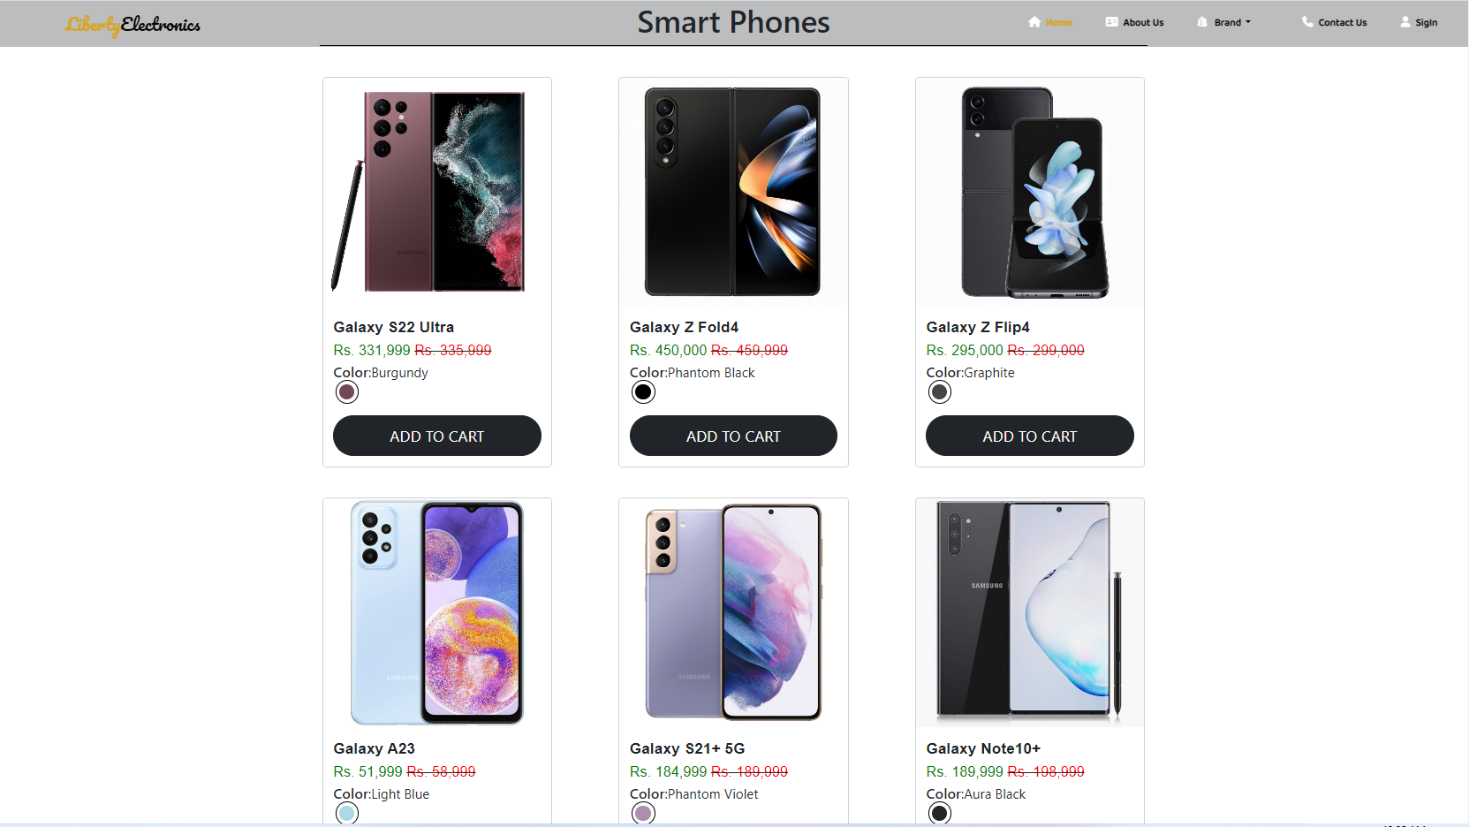 LibertyElectronics
Smart Phones
Home
About Us
Brand
Contact Us
SigIn
SAMSUNG
Galaxy S22 Ultra
Rs. 331,999 Rs. 335,999
Color:Burgundy
ADD TO CART
Galaxy Z Fold4
Rs. 450,000 Rs. 459,999
Color:Phantom Black
ADD TO CART
Galaxy Z Flip4
Rs. 295,000 Rs. 299,000
Color:Graphite
ADD TO CART
SAMSUNG
Galaxy A23
Rs. 51,999 Rs. 58,999
Color:Light Blue
SAMSUNG
Galaxy S21+ 5G
Rs. 184,999 Rs. 189,999
Color:Phantom Violet
SAMSUNG
Galaxy Note10+
Rs. 189,999 Rs. 198,999
Color:Aura Black